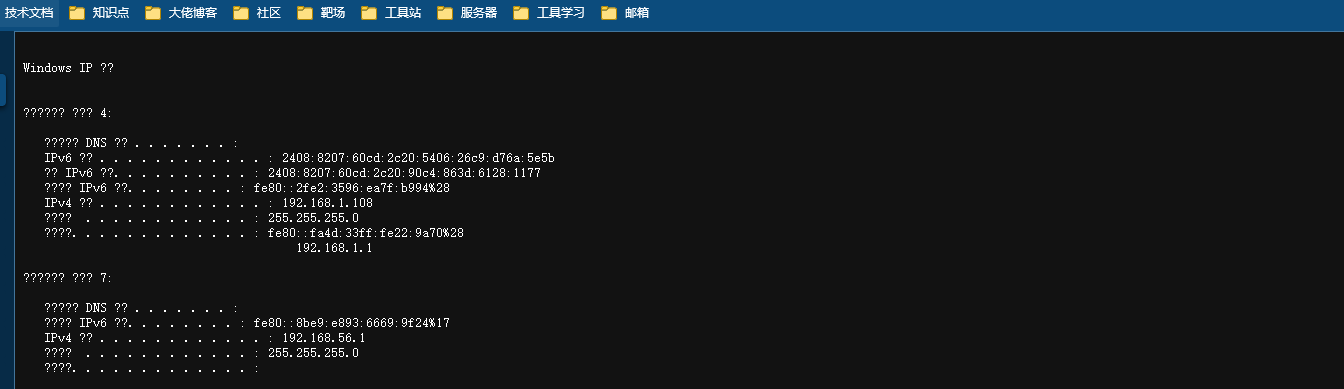 技术文档 知识点 大佬博客 社区 靶场 工具站 服务器 工具学习 邮箱
Windows IP ??
?????? ??? 4:
????? DNS ?? . . . . . . . :
IPv6 ?? . . . . . . . . . . . . : 2408:8207:60cd:2c20:5406:26c9:d76a:5e5b
?? IPv6 ??. . . . . . . . . . : 2408:8207:60cd:2c20:90c4:863d:6128:1177
???? IPv6 ??. . . . . . . . : fe80::2fe2:3596:ea7f:b994%28
IPv4 ?? . . . . . . . . . . . . : 192.168.1.108
????  . . . . . . . . . . . . : 255.255.255.0
????. . . . . . . . . . . . . : fe80::fa4d:33ff:fe22:9a70%28
192.168.1.1
?????? ??? 7:
????? DNS ?? . . . . . . . :
???? IPv6 ??. . . . . . . . : fe80::8be9:e893:6669:9f24%17
IPv4 ?? . . . . . . . . . . . . : 192.168.56.1
????  . . . . . . . . . . . . : 255.255.255.0
????. . . . . . . . . . . . . :